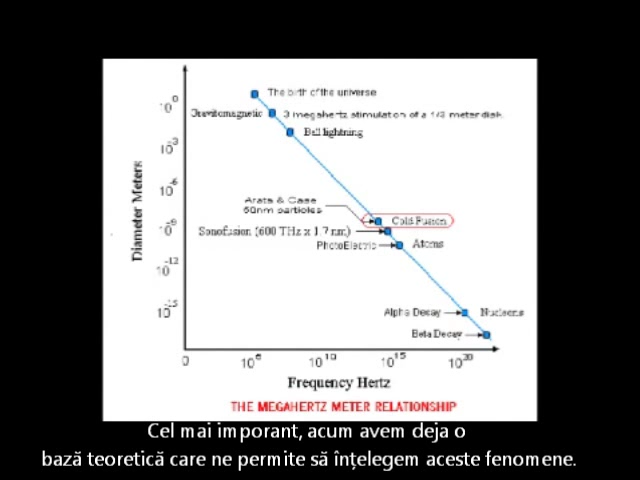 The birth of the universe
10⁰
Gravitomagnetic
3 megahertz stimulation of a 1/3 meter disk
Ball lightning
10⁻³
10⁻⁶
Arata & Case
50nm particles
Cold Fusion
10⁻⁹
Sonofusion (600 THz x 1.7 nm)
PhotoElectric
Atoms
10⁻¹²
10⁻¹⁵
Alpha Decay
Nucleons
Beta Decay
Diameter Meters
0
10⁵
10¹⁰
10¹⁵
10²⁰
Frequency Hertz
THE MEGAHERTZ METER RELATIONSHIP
Cel mai imporant, acum avem deja o
bază teoretică care ne permite să înțelegem aceste fenomene.